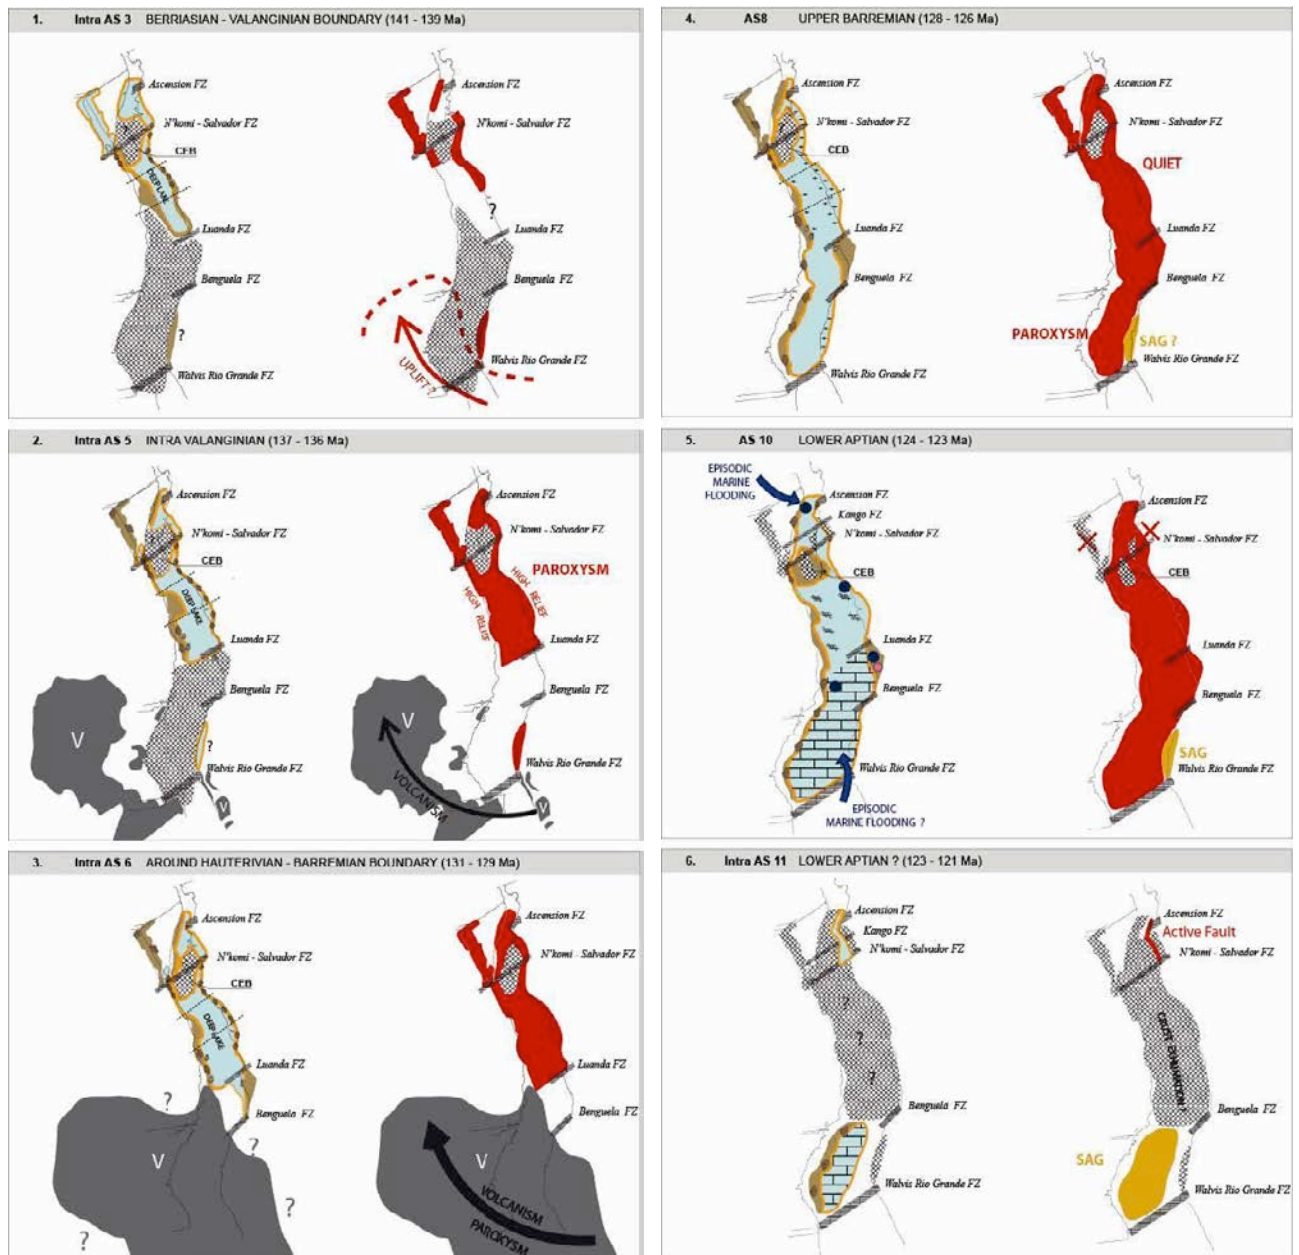 1. Intra AS 3 BERRIASIAN - VALANGINIAN BOUNDARY (141 - 139 Ma)
Ascension FZ
?
N'komi - Salvador FZ
CEB
DEEP LAKE
Luanda FZ
Benguela FZ
?
Walvis Rio Grande FZ
Ascension FZ
N'komi - Salvador FZ
?
Luanda FZ
Benguela FZ
Walvis Rio Grande FZ
UPLIFT ?
2. Intra AS 5 INTRA VALANGINIAN (137 - 136 Ma)
Ascension FZ
N'komi - Salvador FZ
CEB
DEEP LAKE
Luanda FZ
Benguela FZ
V
?
Walvis Rio Grande FZ
Ascension FZ
N'komi - Salvador FZ
PAROXYSM
HIGH RELIEF
HIGH RELIEF
Luanda FZ
Benguela FZ
V
VOLCANISM
Walvis Rio Grande FZ
V
V
3. Intra AS 6 AROUND HAUTERIVIAN - BARREMIAN BOUNDARY (131 - 129 Ma)
Ascension FZ
N'komi - Salvador FZ
CEB
DEEP LAKE
Luanda FZ
?
Benguela FZ
?
V
?
?
Ascension FZ
N'komi - Salvador FZ
Luanda FZ
Benguela FZ
V
VOLCANISM
PAROXYSM
4. AS8 UPPER BARREMIAN (128 - 126 Ma)
Ascension FZ
?
N'komi - Salvador FZ
CEB
Luanda FZ
Benguela FZ
Walvis Rio Grande FZ
Ascension FZ
N'komi - Salvador FZ
QUIET
Luanda FZ
Benguela FZ
PAROXYSM
SAG ?
Walvis Rio Grande FZ
5. AS 10 LOWER APTIAN (124 - 123 Ma)
EPISODIC
MARINE
FLOODING
Ascension FZ
Kango FZ
N'komi - Salvador FZ
CEB
Luanda FZ
Benguela FZ
Walvis Rio Grande FZ
EPISODIC
MARINE FLOODING ?
Ascension FZ
N'komi - Salvador FZ
CEB
Luanda FZ
Benguela FZ
SAG
Walvis Rio Grande FZ
6. Intra AS 11 LOWER APTIAN ? (123 - 121 Ma)
Ascension FZ
Kango FZ
N'komi - Salvador FZ
?
?
?
Benguela FZ
Walvis Rio Grande FZ
Ascension FZ
Active Fault
N'komi - Salvador FZ
Benguela FZ
SAG
Walvis Rio Grande FZ